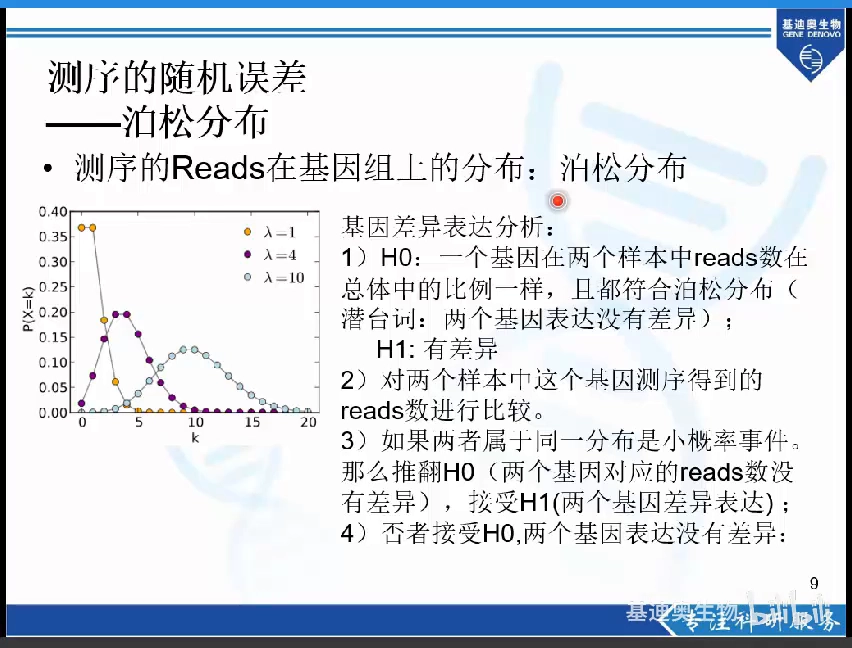 基迪奥生物
GENE DENOVO
测序的随机误差
——泊松分布
• 测序的Reads在基因组上的分布：泊松分布
0.40
0.35
0.30
0.25
0.20
0.15
0.10
0.05
0.00
P(X=k)
λ=1
λ=4
λ=10
0 5 10 15 20
k
基因差异表达分析：
1）H0：一个基因在两个样本中reads数在
总体中的比例一样，且都符合泊松分布（
潜台词：两个基因表达没有差异）；
H1: 有差异
2）对两个样本中这个基因测序得到的
reads数进行比较。
3）如果两者属于同一分布是小概率事件。
那么推翻H0（两个基因对应的reads数没
有差异），接受H1(两个基因差异表达)；
4）否者接受H0,两个基因表达没有差异：
9
基迪奥生物 bilibili
专注科研服务